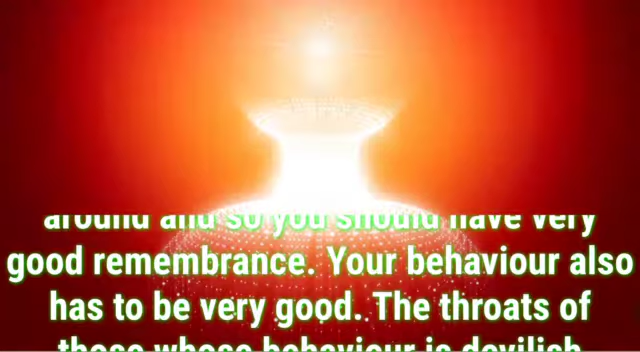 around and so you should have very
good remembrance. Your behaviour also
has to be very good. The throats of
those whose behaviour is devilish